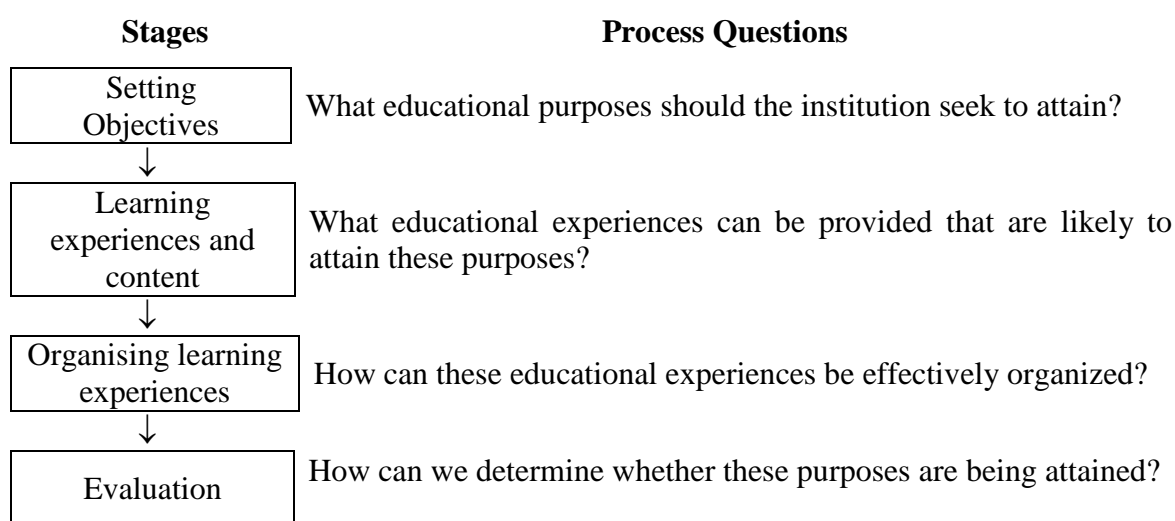 Stages
Process Questions
Setting
Objectives
What educational purposes should the institution seek to attain?
↓
Learning
experiences and
content
What educational experiences can be provided that are likely to
attain these purposes?
↓
Organising learning
experiences
How can these educational experiences be effectively organized?
↓
Evaluation
How can we determine whether these purposes are being attained?